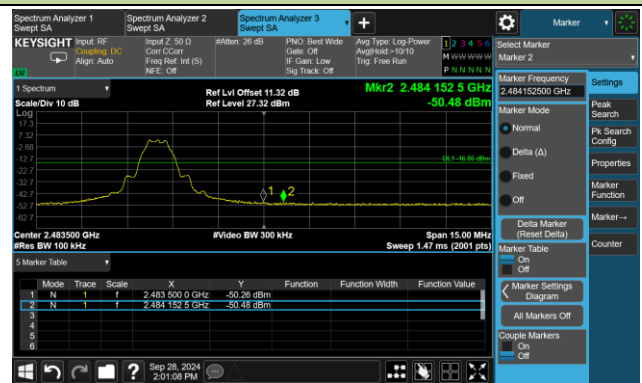 Spectrum Analyzer 1
Swept SA
Spectrum Analyzer 2
Swept SA
Spectrum Analyzer 3
Swept SA
Marker
KEYSIGHT
Input: RF
Coupling: DC
Align: Auto
Input Z: 50 Ω
Corr CCorr
Freq Ref: Int (S)
NFE: Off
#Atten: 26 dB
PNO: Best Wide
Gate: Off
IF Gain: Low
Sig Track: Off
Avg Type: Log-Power
Avg|Hold:>10/10
Trig: Free Run
1 2 3 4 5 6
M W W W W W
P N N N N N
LV
Select Marker
Marker 2
1 Spectrum
Scale/Div 10 dB
Log
Ref Lvl Offset 11.32 dB
Ref Level 27.32 dBm
Mkr2 2.484 152 5 GHz
-50.48 dBm
17.3
7.32
-2.68
-12.7
-22.7
-32.7
-42.7
-52.7
-62.7
DL1 -16.80 dBm
1
2
Center 2.483500 GHz
#Res BW 100 kHz
#Video BW 300 kHz
Span 15.00 MHz
Sweep 1.47 ms (2001 pts)
5 Marker Table
Mode Trace Scale X Y Function Function Width Function Value
1 N 1 f 2.483 500 0 GHz -50.26 dBm
2 N 1 f 2.484 152 5 GHz -50.48 dBm
3
4
5
6
Marker Frequency
2.484152500 GHz
Marker Mode
Normal
Delta (Δ)
Fixed
Off
Delta Marker
(Reset Delta)
Marker Table
On
Off
Marker Settings
Diagram
All Markers Off
Couple Markers
On
Off
Settings
Peak
Search
Pk Search
Config
Properties
Marker
Function
Marker→
Counter
Sep 28, 2024
2:01:08 PM